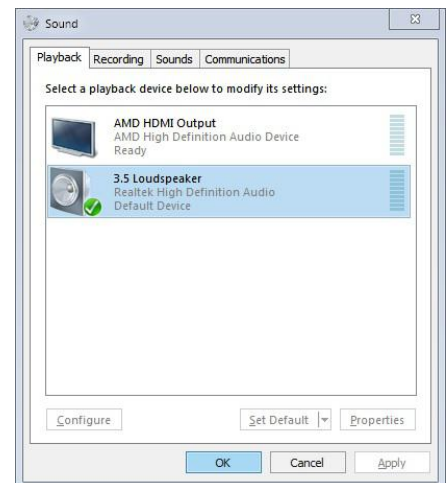 Sound
Playback Recording Sounds Communications
Select a playback device below to modify its settings:
AMD HDMI Output
AMD High Definition Audio Device
Ready
3.5 Loudspeaker
Realtek High Definition Audio
Default Device
Configure Set Default Properties
OK Cancel Apply